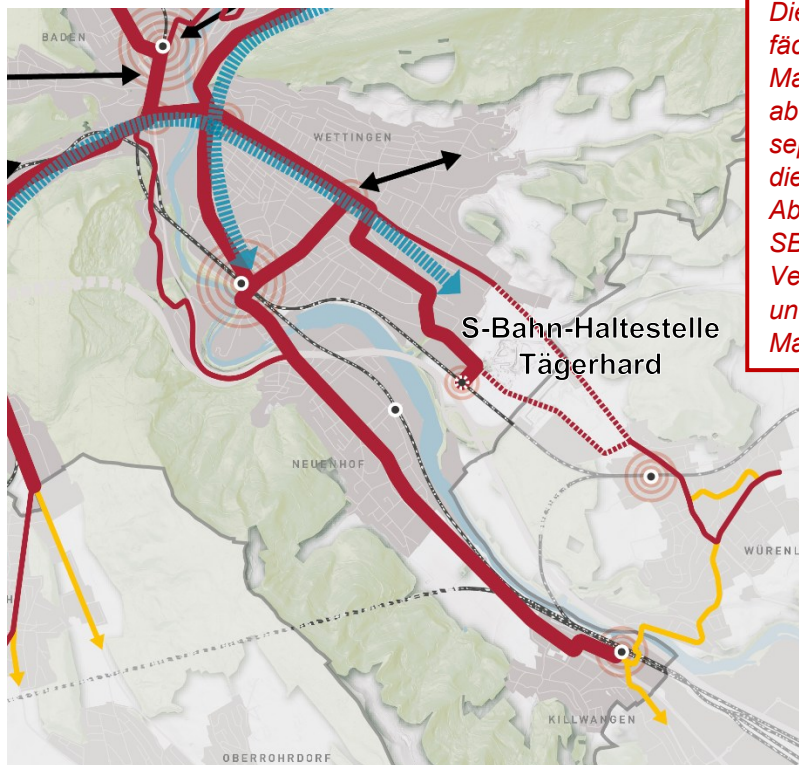 BADEN
WETTINGEN
S-Bahn-Haltestelle
Tägerhard
NEUENHOF
WÜRENL
KILLWANGEN
OBERROHRDORF
H
Die
fäc
Ma
ab
sep
die
Ab
SE
Ve
un
Ma